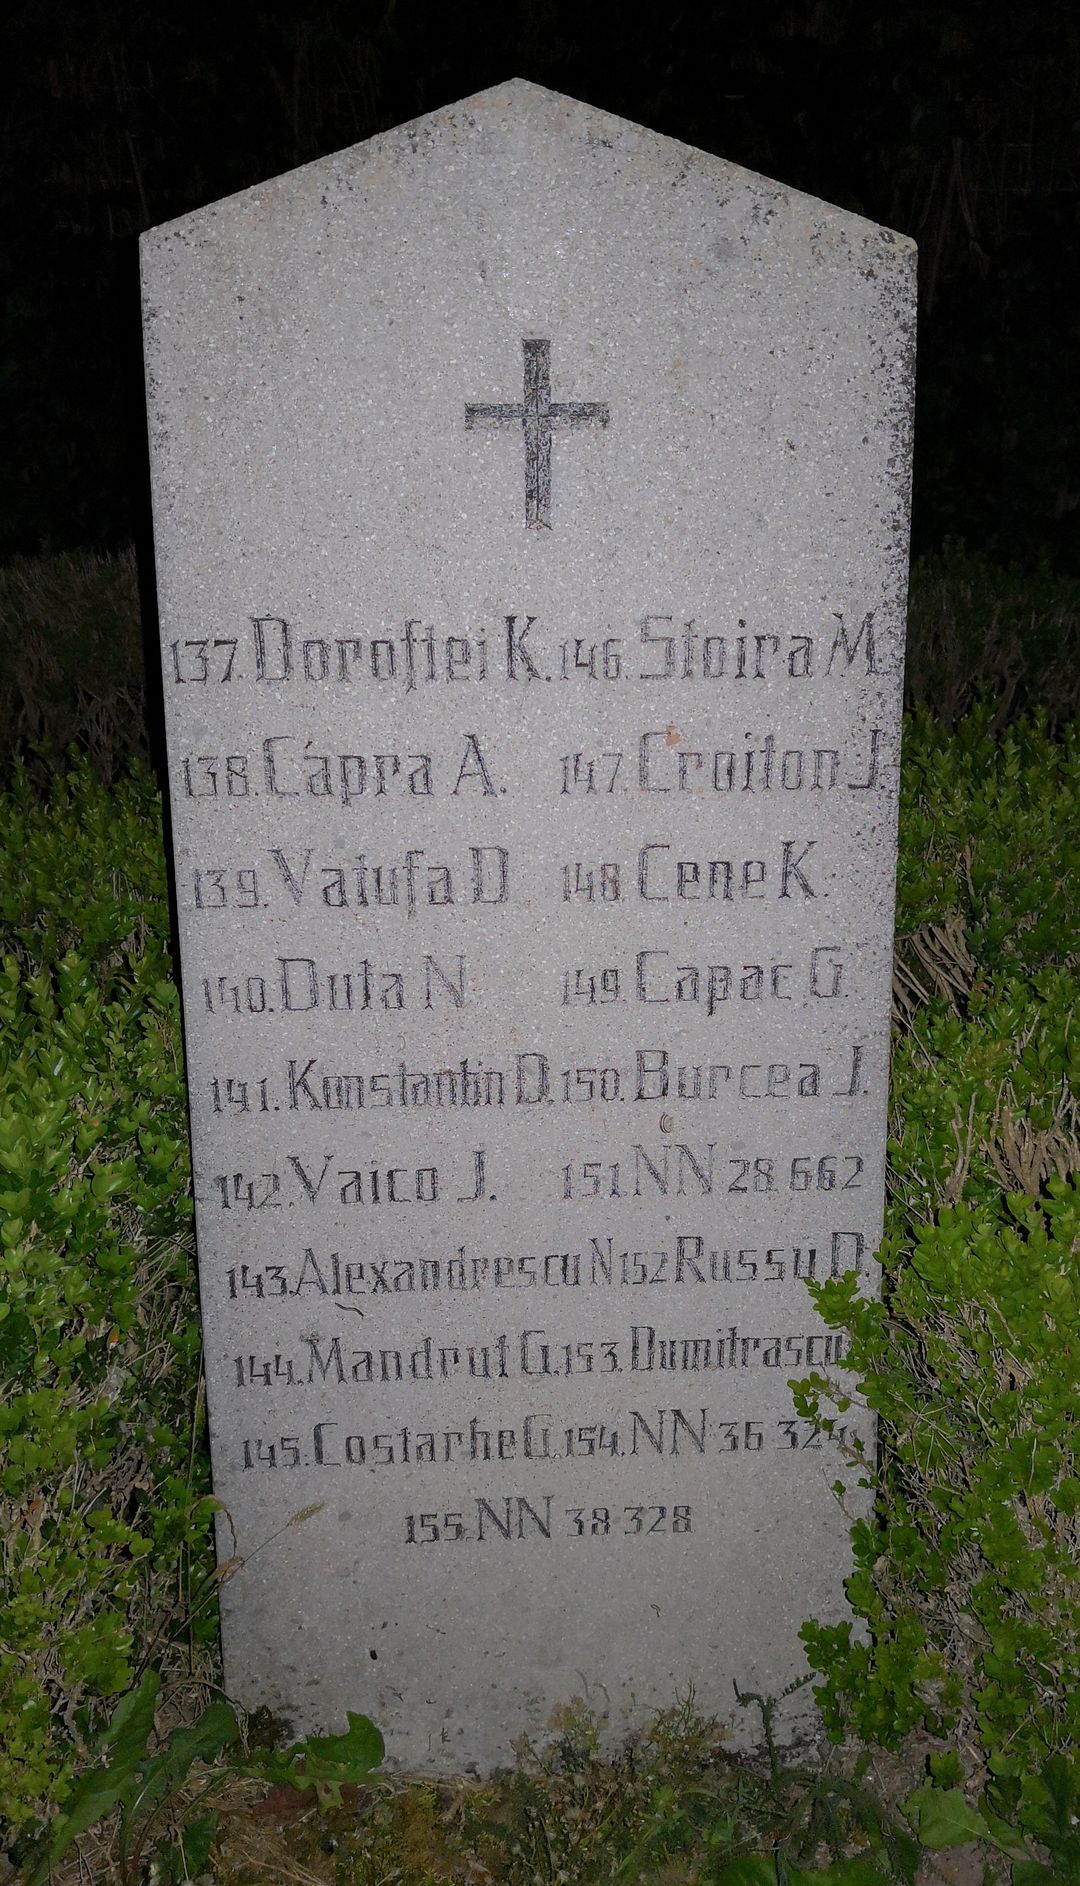 137. Doroftei K. 146. Stoira M.
138. Cápra A. 147. Croiton J.
139. Vatufa D 148 Cene K.
140. Duta N. 149. Capac G.
141. Konstantin D. 150. Burcea J.
142. Vaico J. 151. NN 28 662
143. Alexandrescu N 152 Russu D.
144. Mandrut G. 153. Dumitrascu
145. Costarhe G. 154. NN 36 324
155. NN 38 328